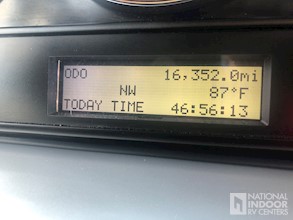 ODO 16,352.0mi
NW 87°F
TODAY TIME 46:56:13
NATIONAL
INDOOR
RV CENTERS